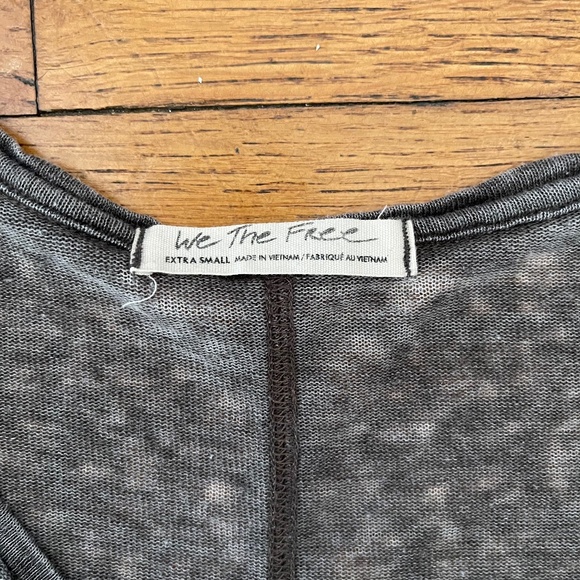 We The Free
EXTRA SMALL MADE IN VIETNAM / FABRIQUÉ AU VIETNAM